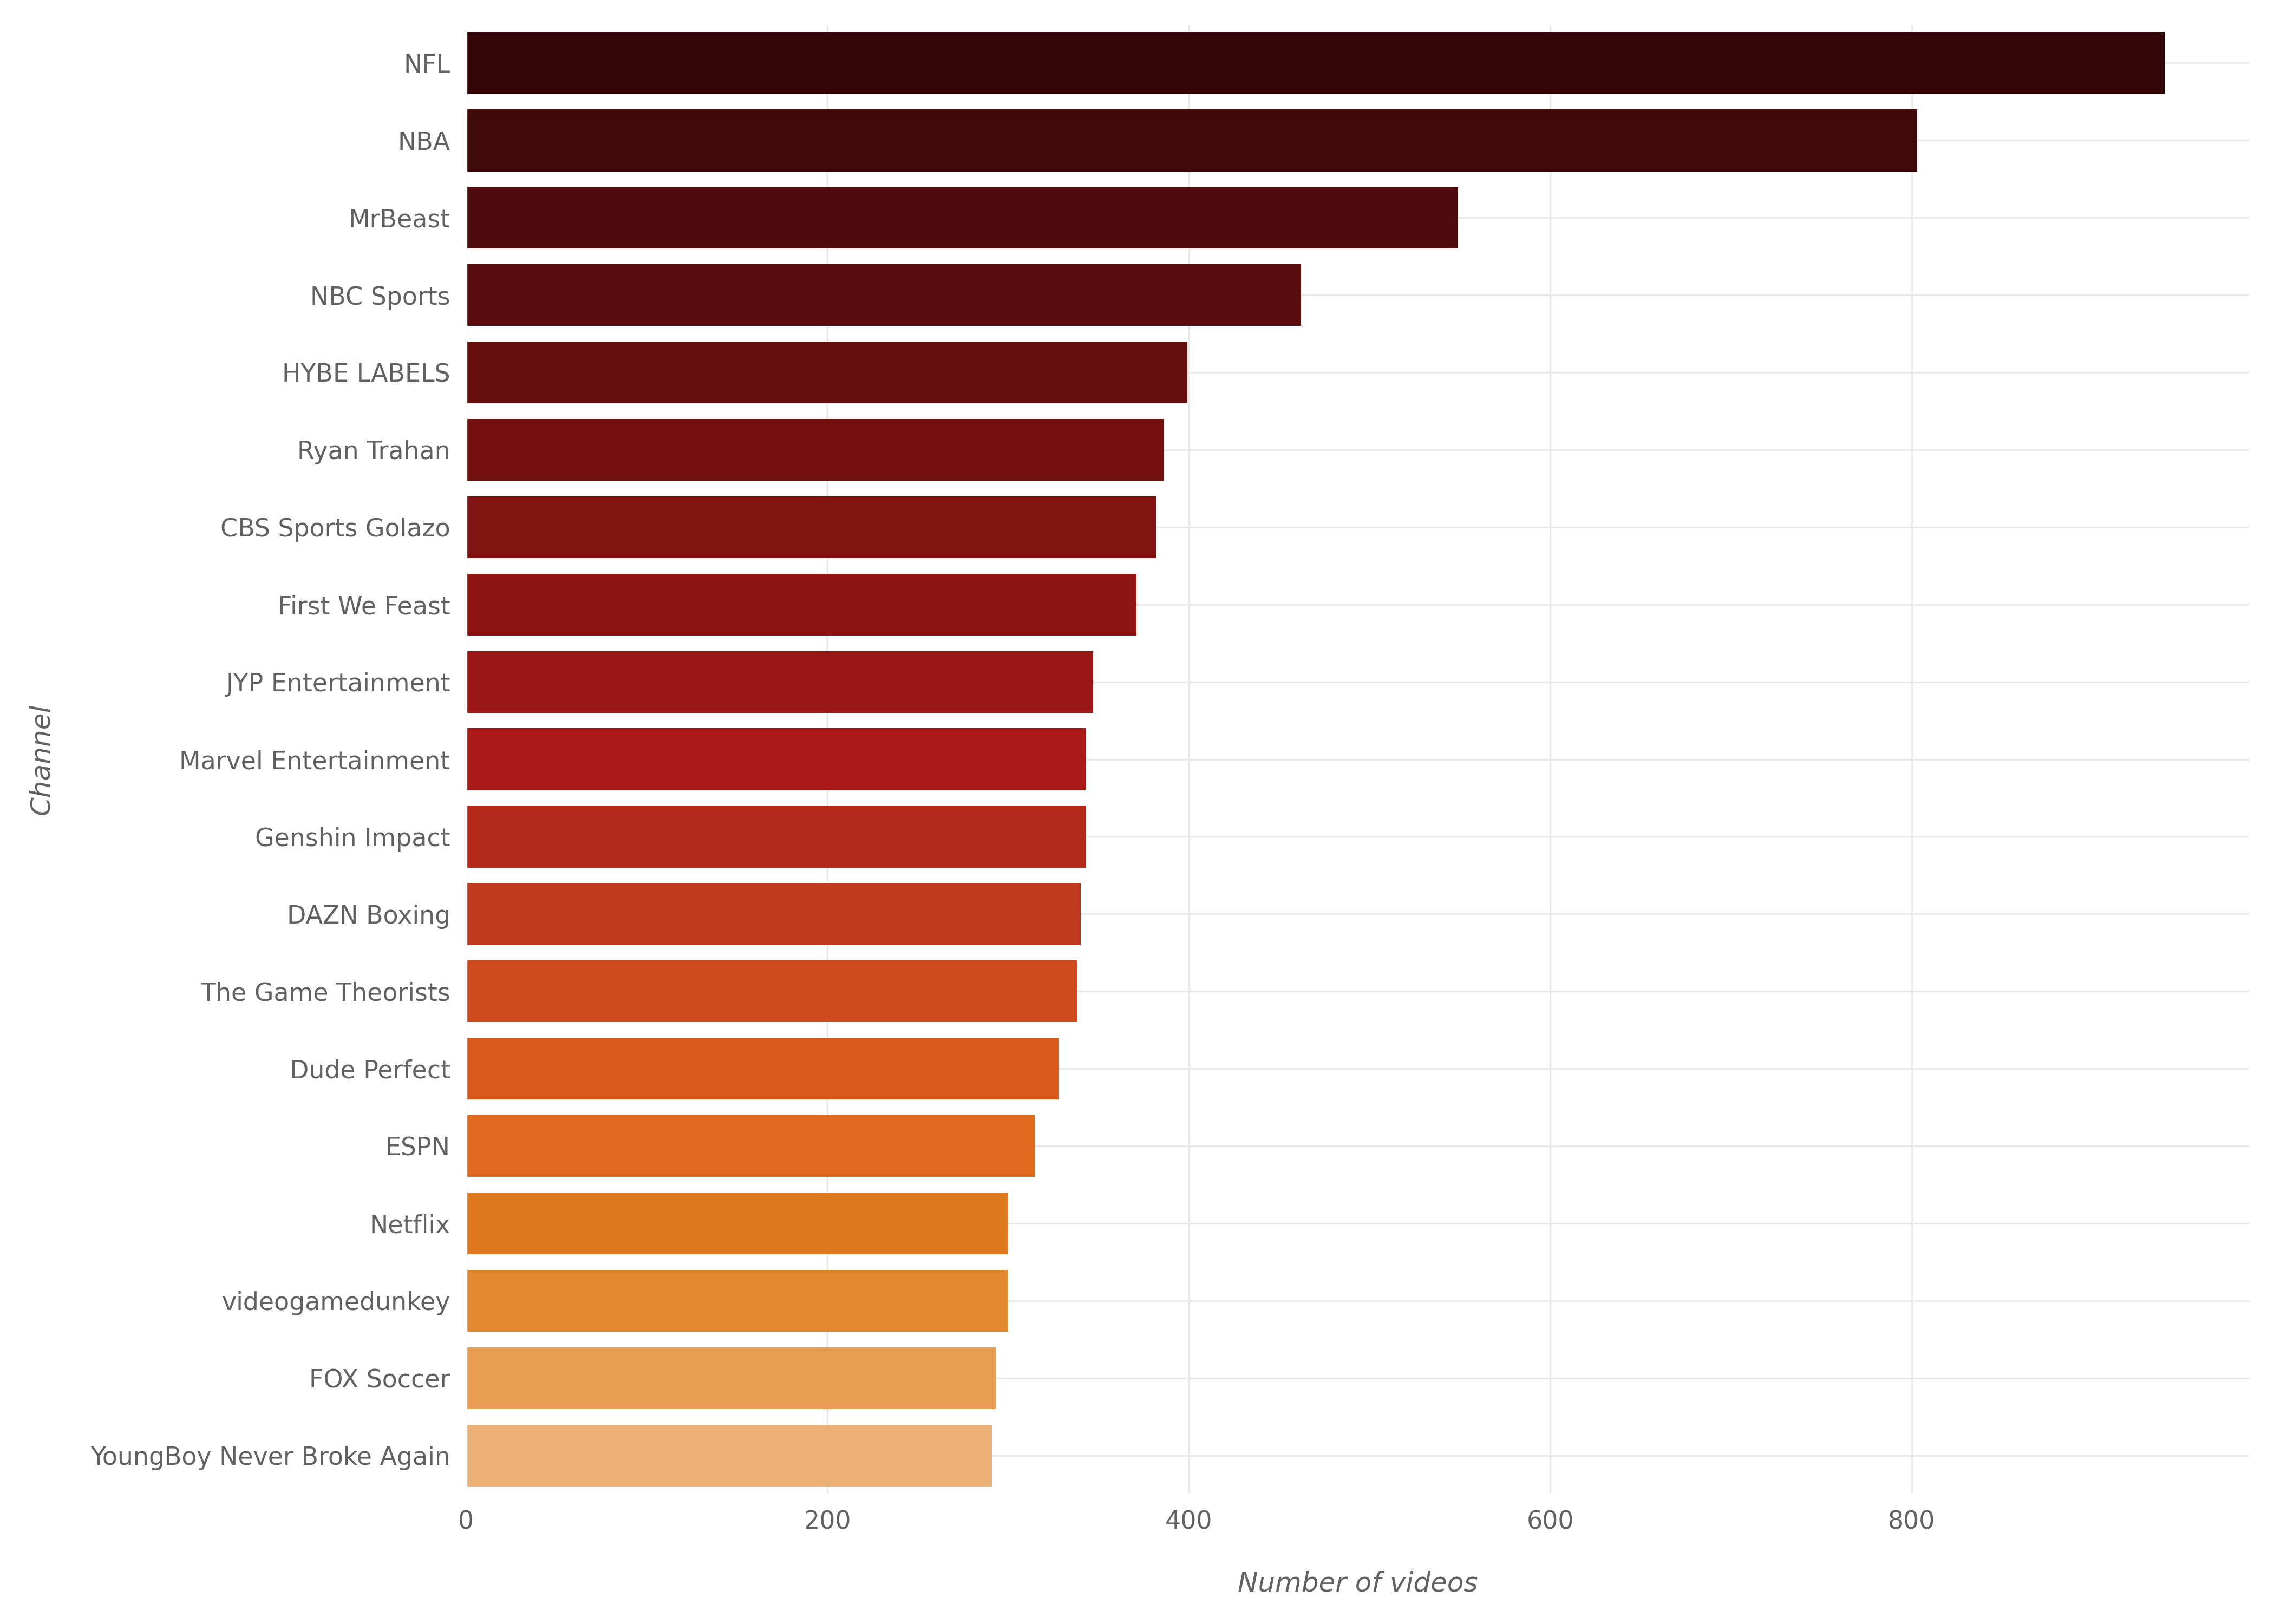 NFL
NBA
MrBeast
NBC Sports
HYBE LABELS
Ryan Trahan
CBS Sports Golazo
First We Feast
JYP Entertainment
Marvel Entertainment
Genshin Impact
DAZN Boxing
The Game Theorists
Dude Perfect
ESPN
Netflix
videogamedunkey
FOX Soccer
YoungBoy Never Broke Again
Channel
0 200 400 600 800
Number of videos